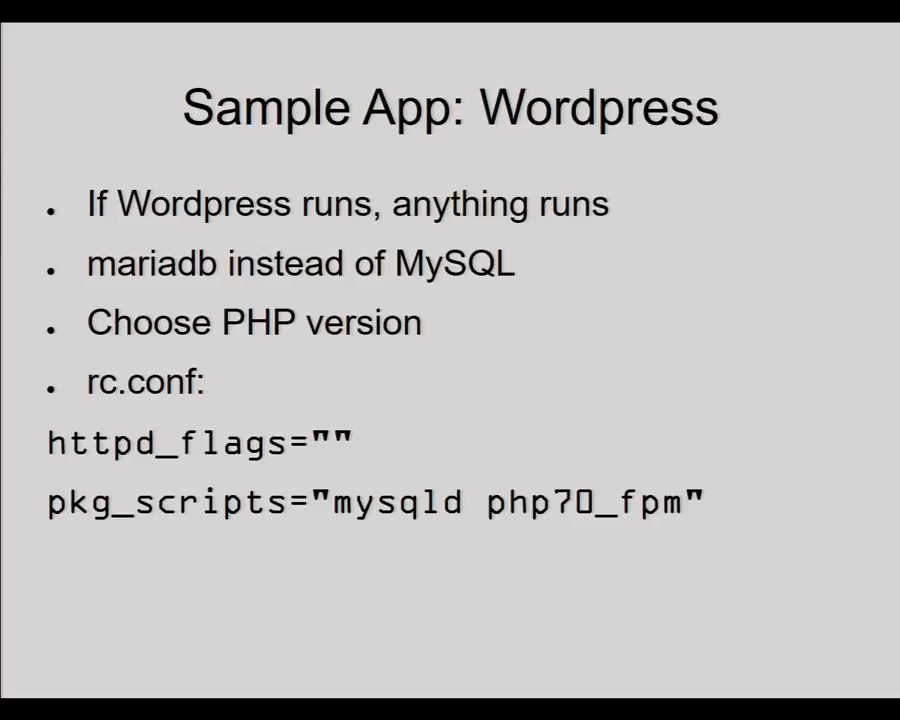 Sample App: Wordpress
● If Wordpress runs, anything runs
● mariadb instead of MySQL
● Choose PHP version
● rc.conf:
httpd_flags=""
pkg_scripts="mysqld php70_fpm"